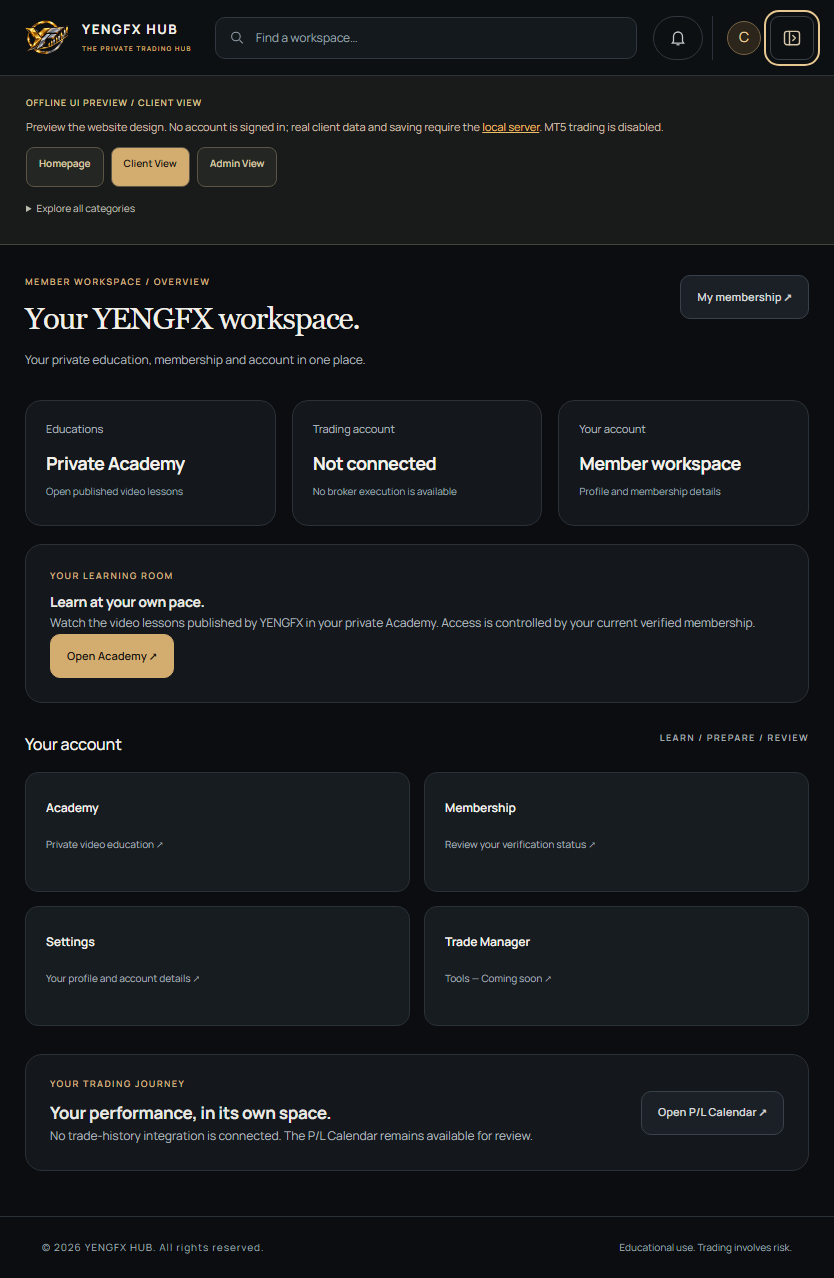 YENGFX HUB
THE PRIVATE TRADING HUB
Find a workspace...
C
OFFLINE UI PREVIEW / CLIENT VIEW
Preview the website design. No account is signed in; real client data and saving require the local server. MT5 trading is disabled.
Homepage
Client View
Admin View
▶ Explore all categories
MEMBER WORKSPACE / OVERVIEW
Your YENGFX workspace.
My membership ↗
Your private education, membership and account in one place.
Educations
Private Academy
Open published video lessons
Trading account
Not connected
No broker execution is available
Your account
Member workspace
Profile and membership details
YOUR LEARNING ROOM
Learn at your own pace.
Watch the video lessons published by YENGFX in your private Academy. Access is controlled by your current verified membership.
Open Academy ↗
Your account
LEARN / PREPARE / REVIEW
Academy
Private video education ↗
Membership
Review your verification status ↗
Settings
Your profile and account details ↗
Trade Manager
Tools — Coming soon ↗
YOUR TRADING JOURNEY
Your performance, in its own space.
No trade-history integration is connected. The P/L Calendar remains available for review.
Open P/L Calendar ↗
© 2026 YENGFX HUB. All rights reserved.
Educational use. Trading involves risk.